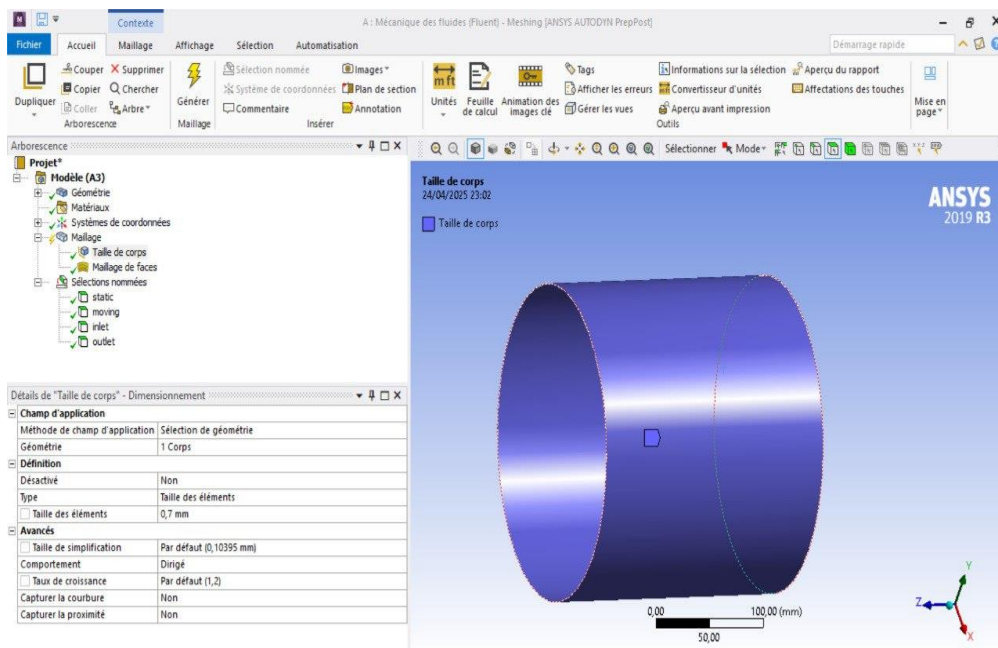 Contexte
A : Mécanique des fluides (Fluent) - Meshing [ANSYS AUTODYN PrepPost]
Fichier Accueil Maillage Affichage Sélection Automatisation Démarrage rapide
Dupliquer
Couper
Supprimer
Copier
Chercher
Coller
Arbre
Arborescence
Générer
Maillage
Sélection nommée
Images
Système de coordonnées
Plan de section
Commentaire
Annotation
Insérer
Unités
Feuille de calcul
Animation des images clé
Tags
Afficher les erreurs
Gérer les vues
Informations sur la sélection
Aperçu du rapport
Convertisseur d'unités
Affectations des touches
Aperçu avant impression
Outils
Mise en page
Arborescence
Sélectionner Mode
Projet*
Modèle (A3)
Géométrie
Matériaux
Systèmes de coordonnées
Maillage
Taille de corps
Maillage de faces
Sélections nommées
static
moving
inlet
outlet
Détails de "Taille de corps" - Dimensionnement
Champ d'application
Méthode de champ d'application Sélection de géométrie
Géométrie 1 Corps
Définition
Désactivé Non
Type Taille des éléments
Taille des éléments 0,7 mm
Avancés
Taille de simplification Par défaut (0,10395 mm)
Comportement Dirigé
Taux de croissance Par défaut (1,2)
Capturer la courbure Non
Capturer la proximité Non
Taille de corps
24/04/2025 23:02
Taille de corps
ANSYS
2019 R3
0,00 100,00 (mm)
50,00
Y
Z
X